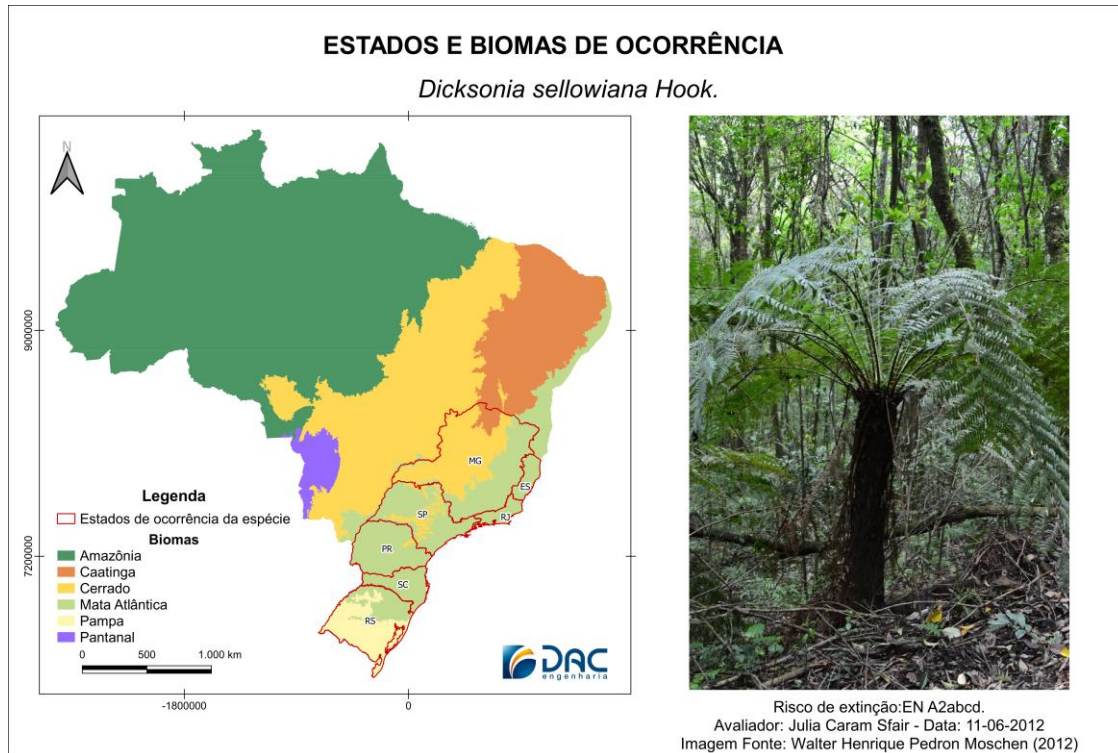 ESTADOS E BIOMAS DE OCORRÊNCIA
Dicksonia sellowiana Hook.
N
9000000
7200000
MG
ES
SP
RJ
PR
SC
RS
Legenda
Estados de ocorrência da espécie
Biomas
Amazônia
Caatinga
Cerrado
Mata Atlântica
Pampa
Pantanal
0 500 1.000 km
DAC
engenharia
-1800000 0
Risco de extinção:EN A2abcd.
Avaliador: Julia Caram Sfair - Data: 11-06-2012
Imagem Fonte: Walter Henrique Pedron Moschen (2012)